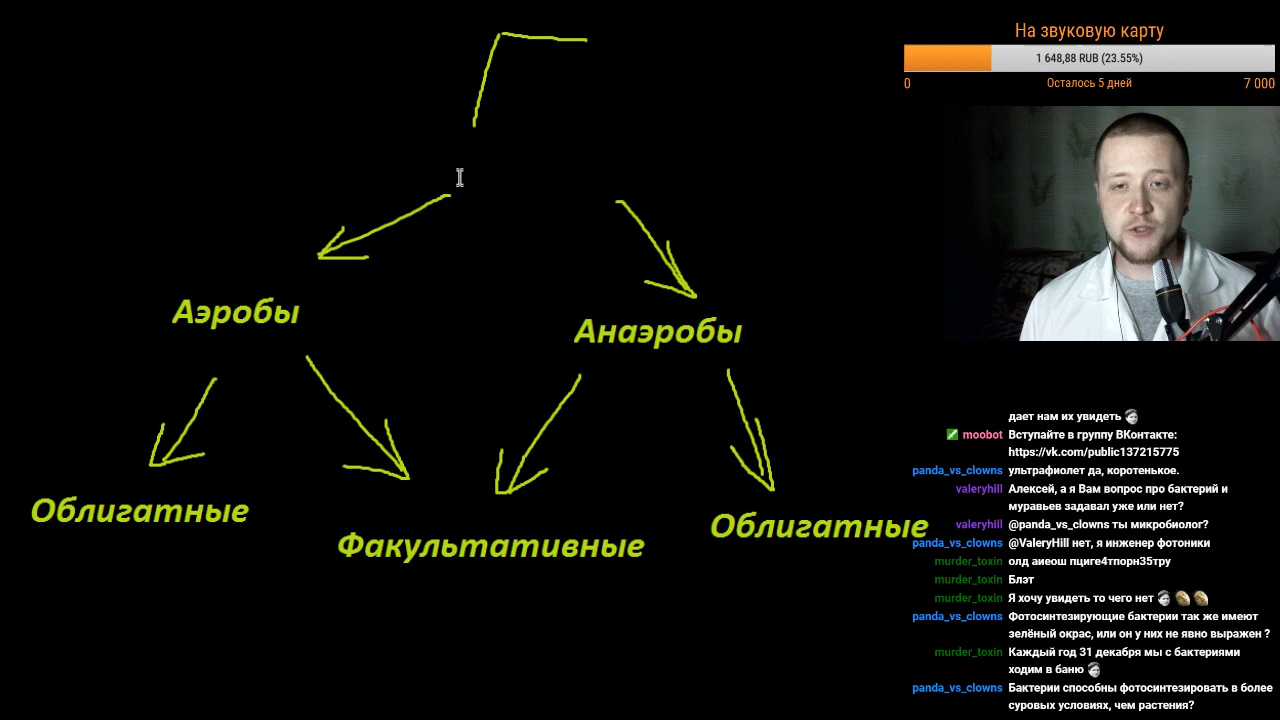 На звуковую карту
1 648,88 RUB (23.55%)
0 Осталось 5 дней 7 000
Аэробы
Анаэробы
Облигатные
Факультативные
Облигатные
дает нам их увидеть
moobot Вступайте в группу ВКонтакте:
https://vk.com/public137215775
panda_vs_clowns ультрафиолет да, коротенькое.
valeryhill Алексей, а я Вам вопрос про бактерий и
муравьев задавал уже или нет?
valeryhill @panda_vs_clowns ты микробиолог?
panda_vs_clowns @ValeryHill нет, я инженер фотоники
murder_toxin олд аиеош пциге4тпорн35тру
murder_toxin Блэт
murder_toxin Я хочу увидеть то чего нет
panda_vs_clowns Фотосинтезирующие бактерии так же имеют
зелёный окрас, или он у них не явно выражен ?
murder_toxin Каждый год 31 декабря мы с бактериями
ходим в баню
panda_vs_clowns Бактерии способны фотосинтезировать в более
суровых условиях, чем растения?